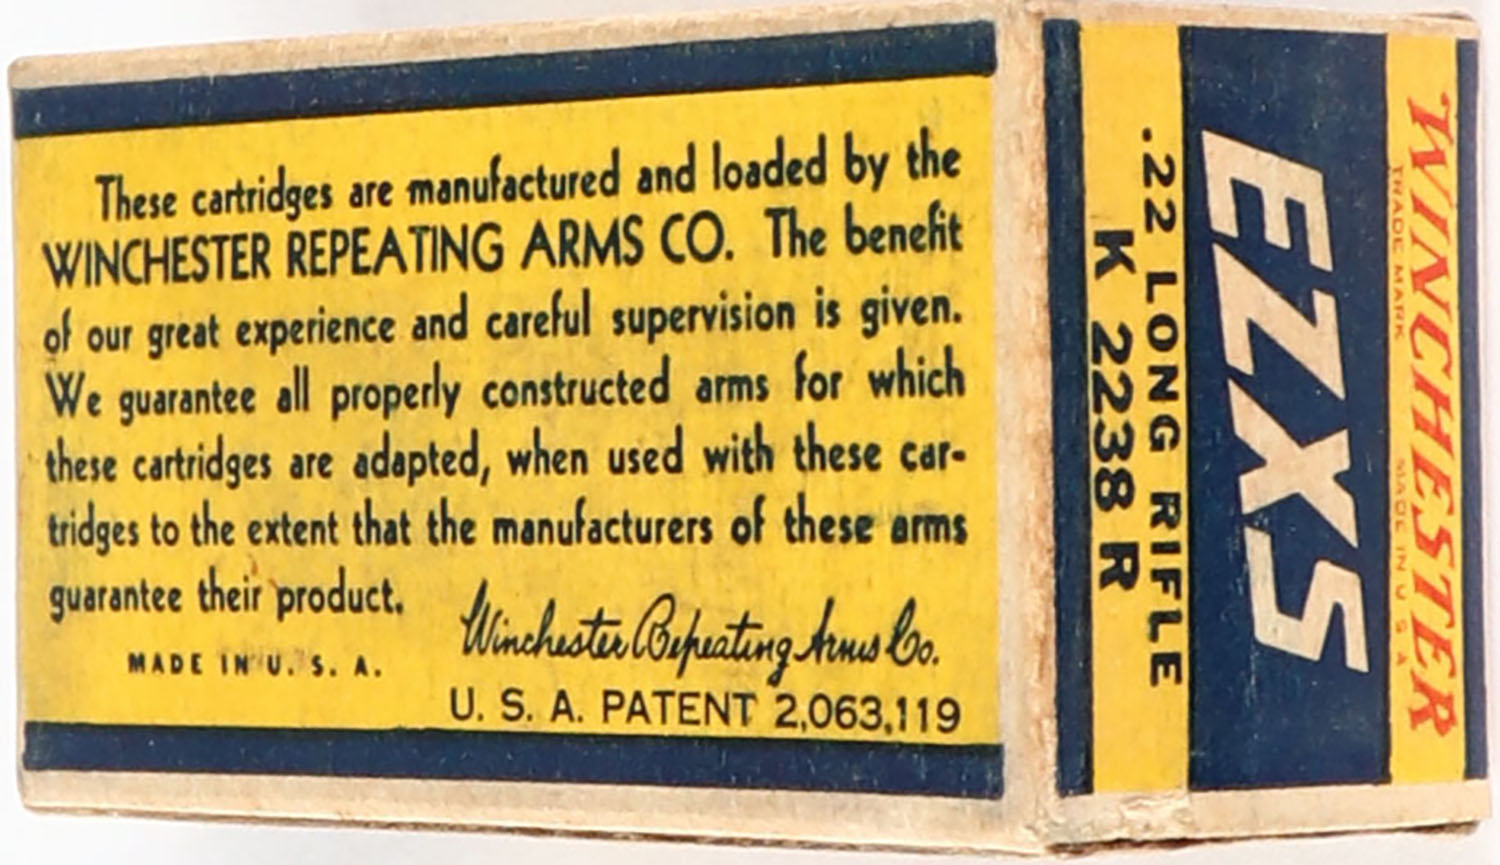 These cartridges are manufactured and loaded by the
WINCHESTER REPEATING ARMS CO. The benefit
of our great experience and careful supervision is given.
We guarantee all properly constructed arms for which
these cartridges are adapted, when used with these car-
tridges to the extent that the manufacturers of these arms
guarantee their product.
Winchester Repeating Arms Co.
MADE IN U. S. A.
U. S. A. PATENT 2,063,119
WINCHESTER
TRADE MARK MADE IN U S A
EZXS
.22 LONG RIFLE
K 2238 R